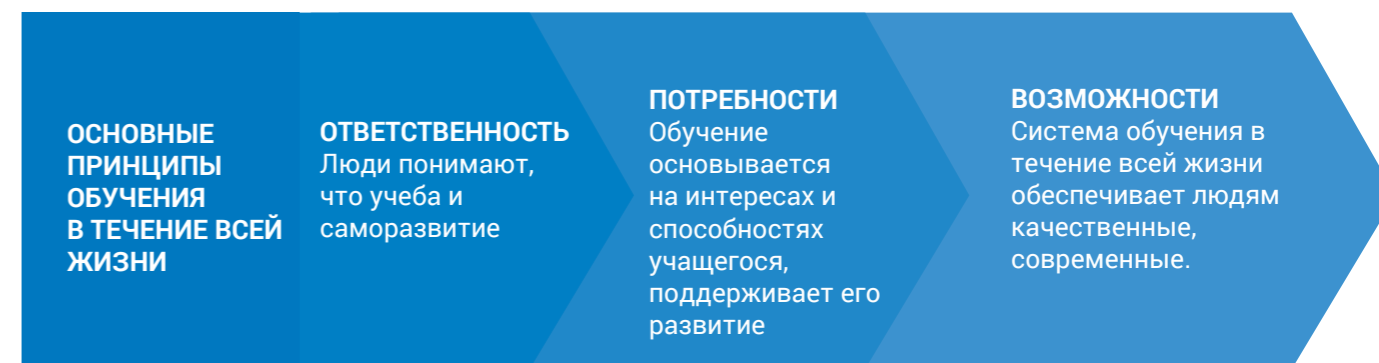 ОСНОВНЫЕ
ПРИНЦИПЫ
ОБУЧЕНИЯ
В ТЕЧЕНИЕ ВСЕЙ
ЖИЗНИ
ОТВЕТСТВЕННОСТЬ
Люди понимают,
что учеба и
саморазвитие
ПОТРЕБНОСТИ
Обучение
основывается
на интересах и
способностях
учащегося,
поддерживает его
развитие
ВОЗМОЖНОСТИ
Система обучения в
течение всей жизни
обеспечивает людям
качественные,
современные.